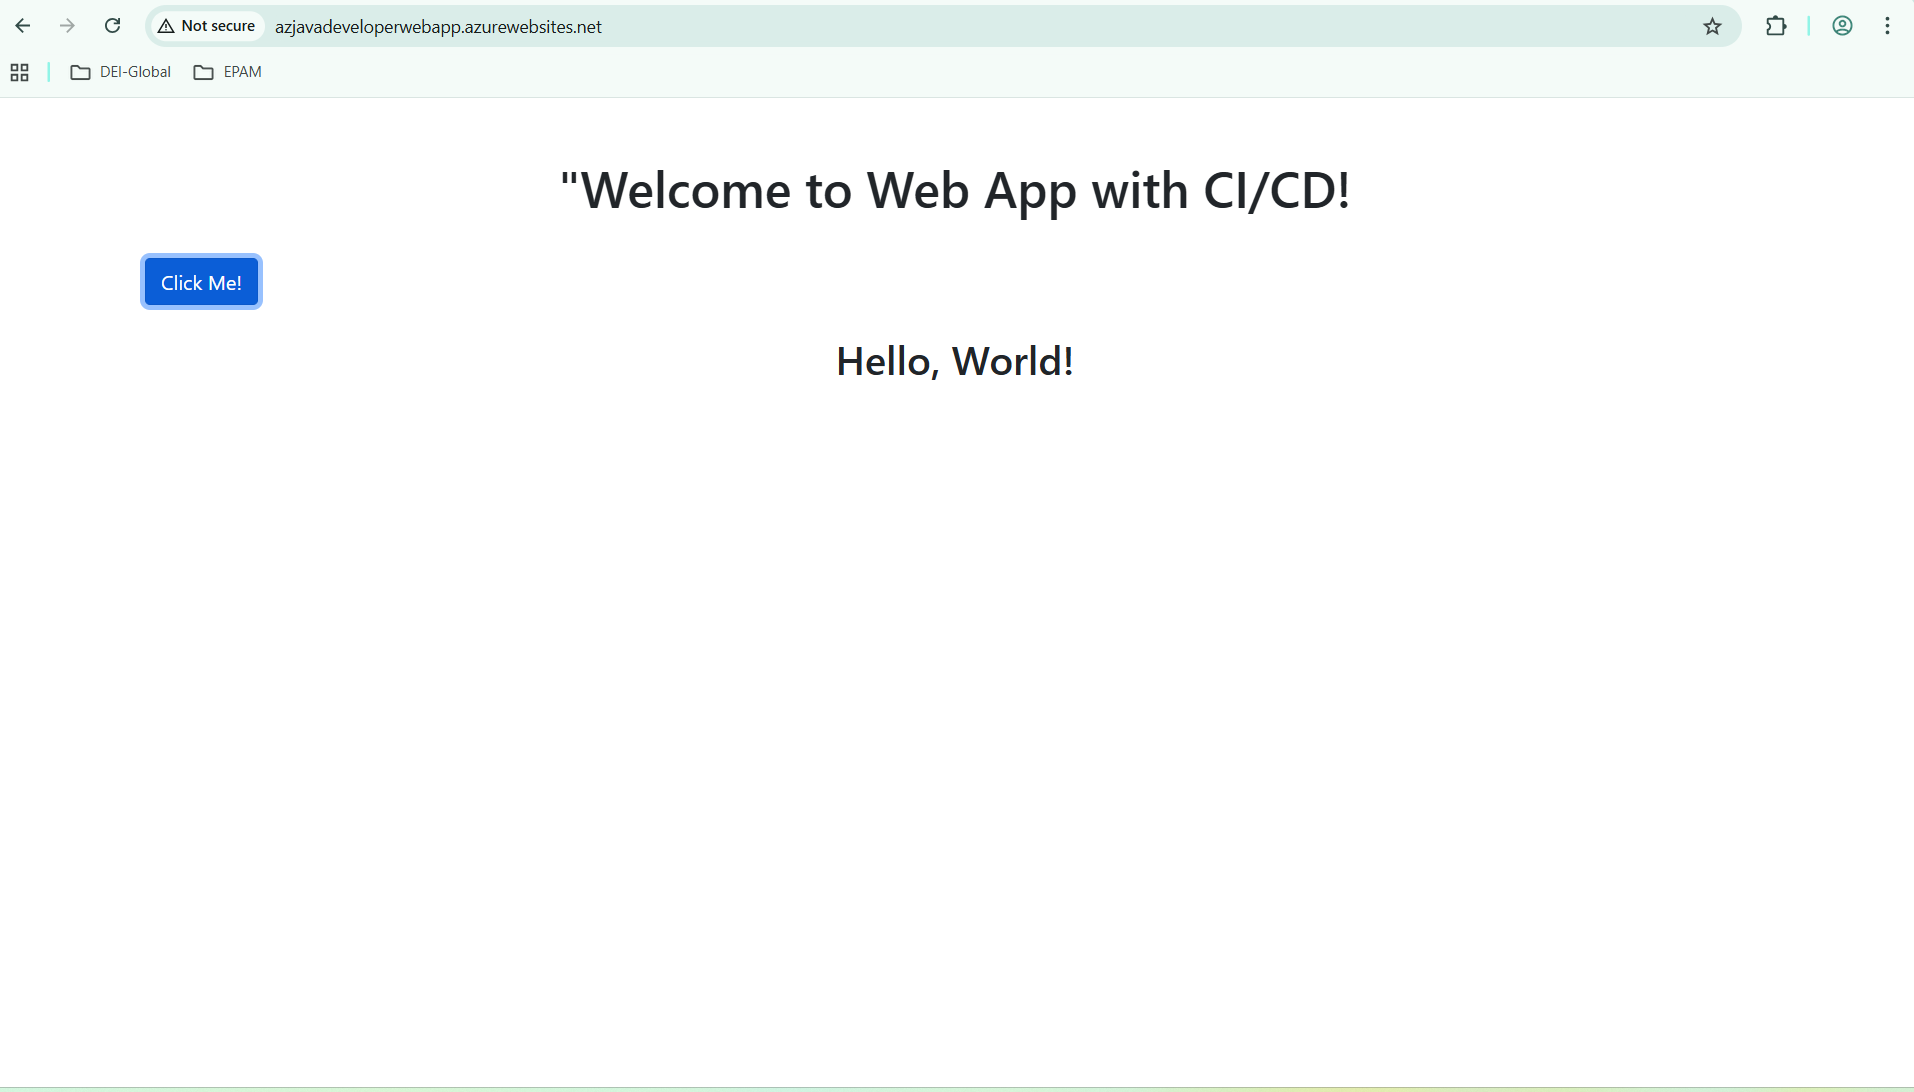 Not secure azjavadeveloperwebapp.azurewebsites.net
DEI-Global EPAM
"Welcome to Web App with CI/CD!
Click Me!
Hello, World!